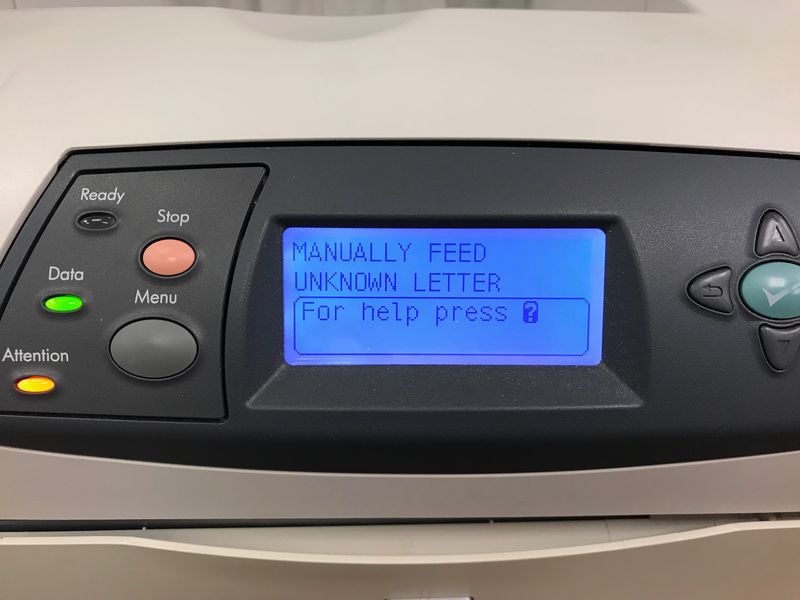 Ready
Stop
Data
Menu
Attention
MANUALLY FEED
UNKNOWN LETTER
For help press ?